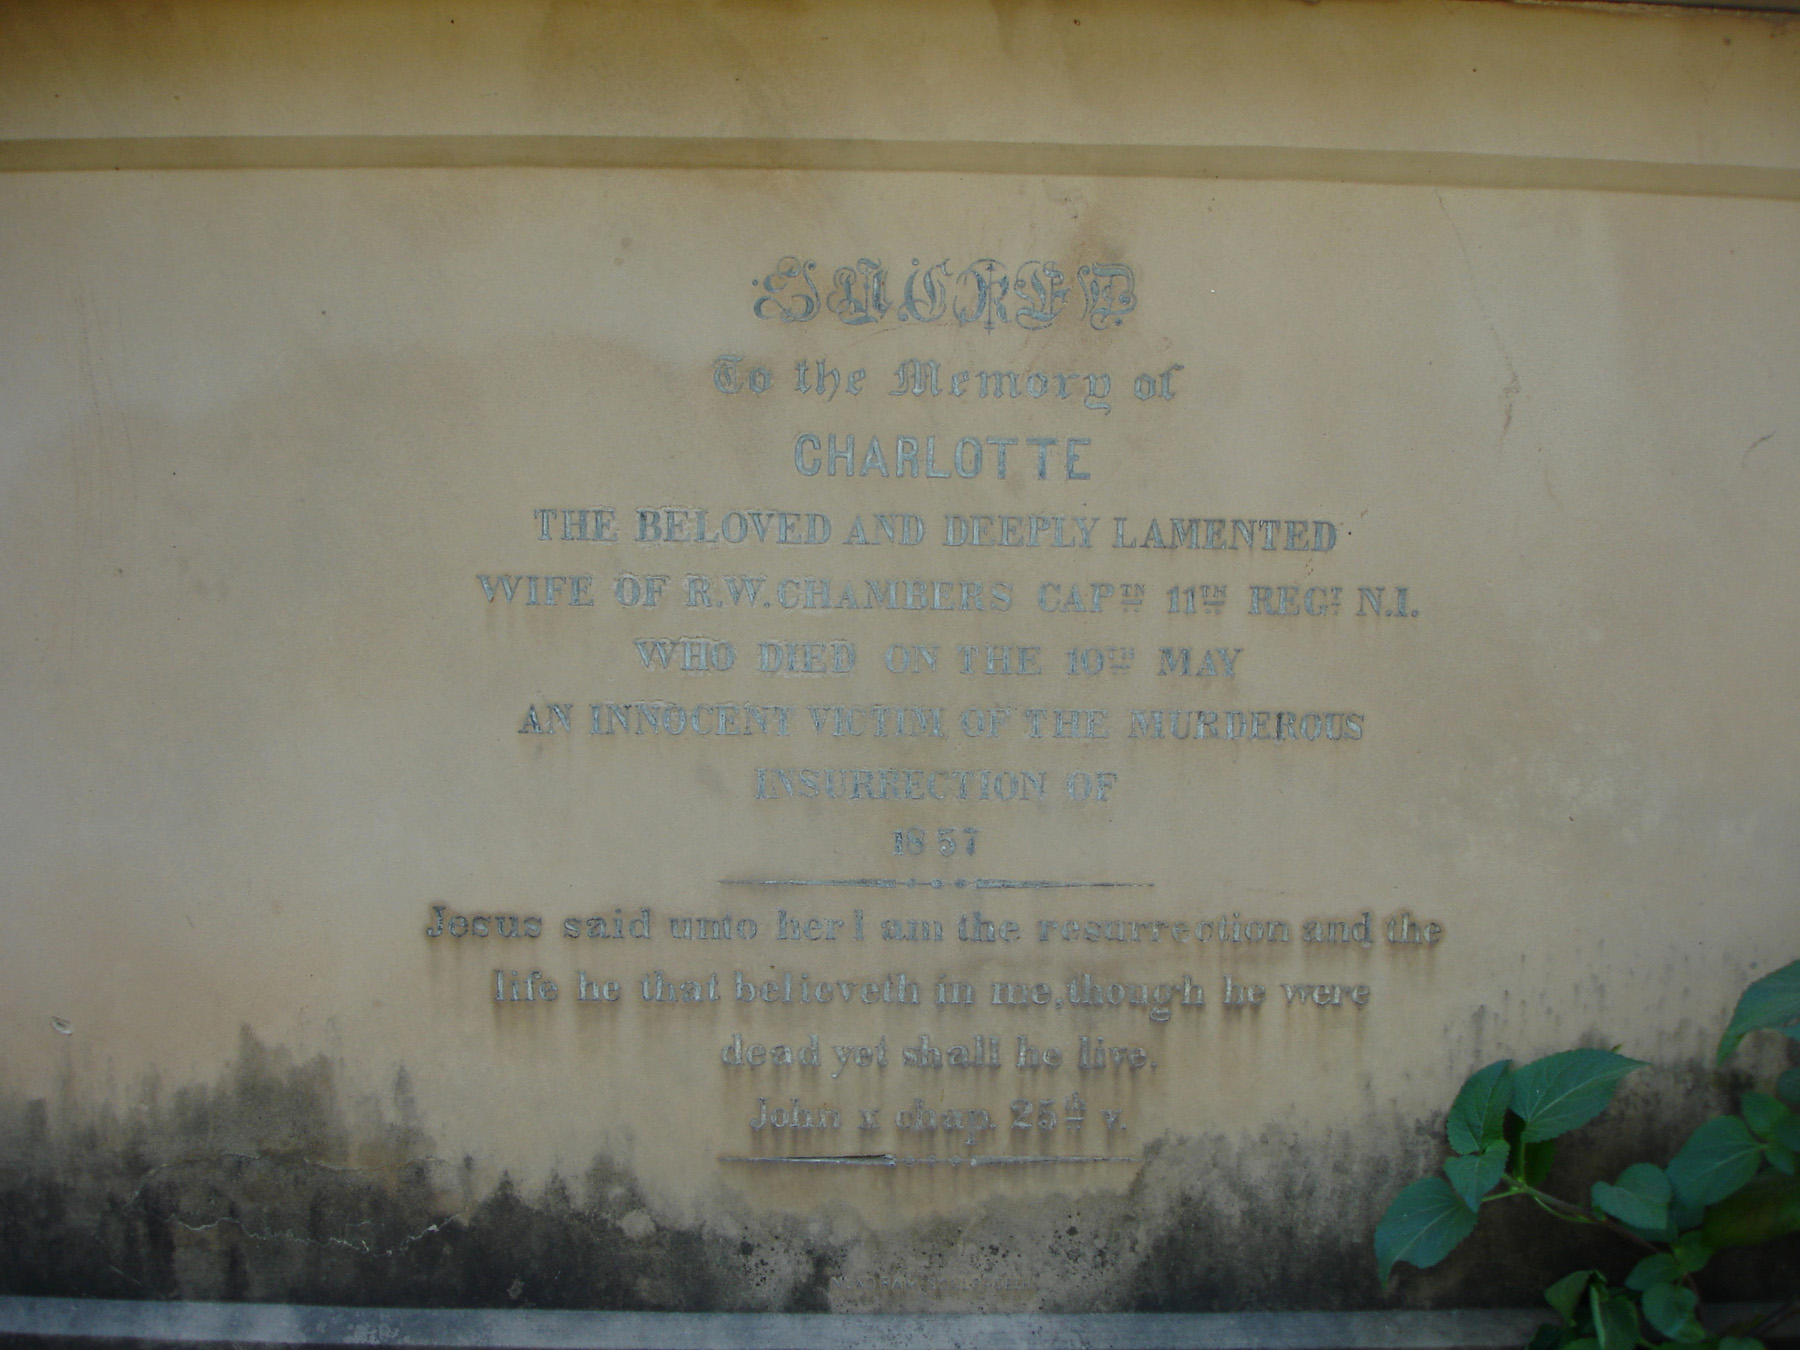 SACRED
To the Memory of
CHARLOTTE
THE BELOVED AND DEEPLY LAMENTED
WIFE OF R.W. CHAMBERS CAPTN 11TH REGT N.I.
WHO DIED ON THE 10TH MAY
AN INNOCENT VICTIM OF THE MURDEROUS
INSURRECTION OF
1857
Jesus said unto her I am the resurrection and the
life he that believeth in me, though he were
dead yet shall he live.
John x chap. 25th v.